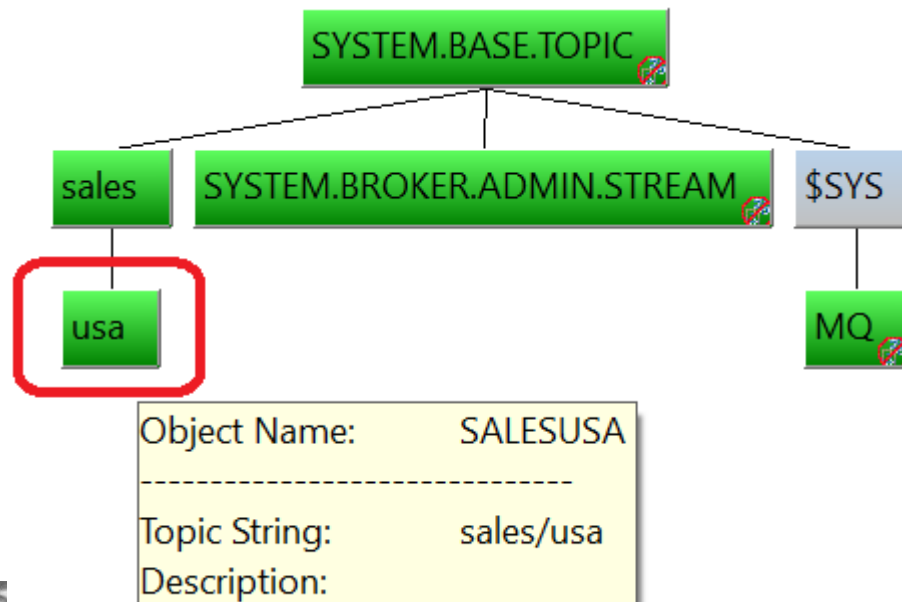 SYSTEM.BASE.TOPIC
sales SYSTEM.BROKER.ADMIN.STREAM $SYS
usa MQ
Object Name: SALESUSA
-------------------------------
Topic String: sales/usa
Description: